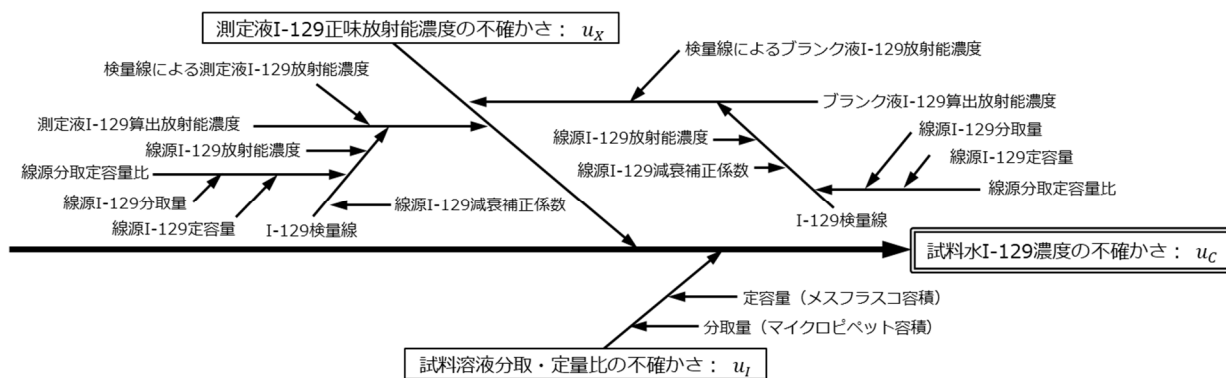 測定液I-129正味放射能濃度の不確かさ： u_X
検量線によるブランク液I-129放射能濃度
検量線による測定液I-129放射能濃度
ブランク液I-129算出放射能濃度
測定液I-129算出放射能濃度
線源I-129放射能濃度
線源I-129分取量
線源I-129放射能濃度
線源I-129定容量
線源分取定容量比
線源I-129減衰補正係数
線源分取定容量比
線源I-129分取量
線源I-129減衰補正係数
線源I-129定容量
I-129検量線
I-129検量線
試料水I-129濃度の不確かさ： u_C
定容量（メスフラスコ容積）
分取量（マイクロピペット容積）
試料溶液分取・定量比の不確かさ： u_I